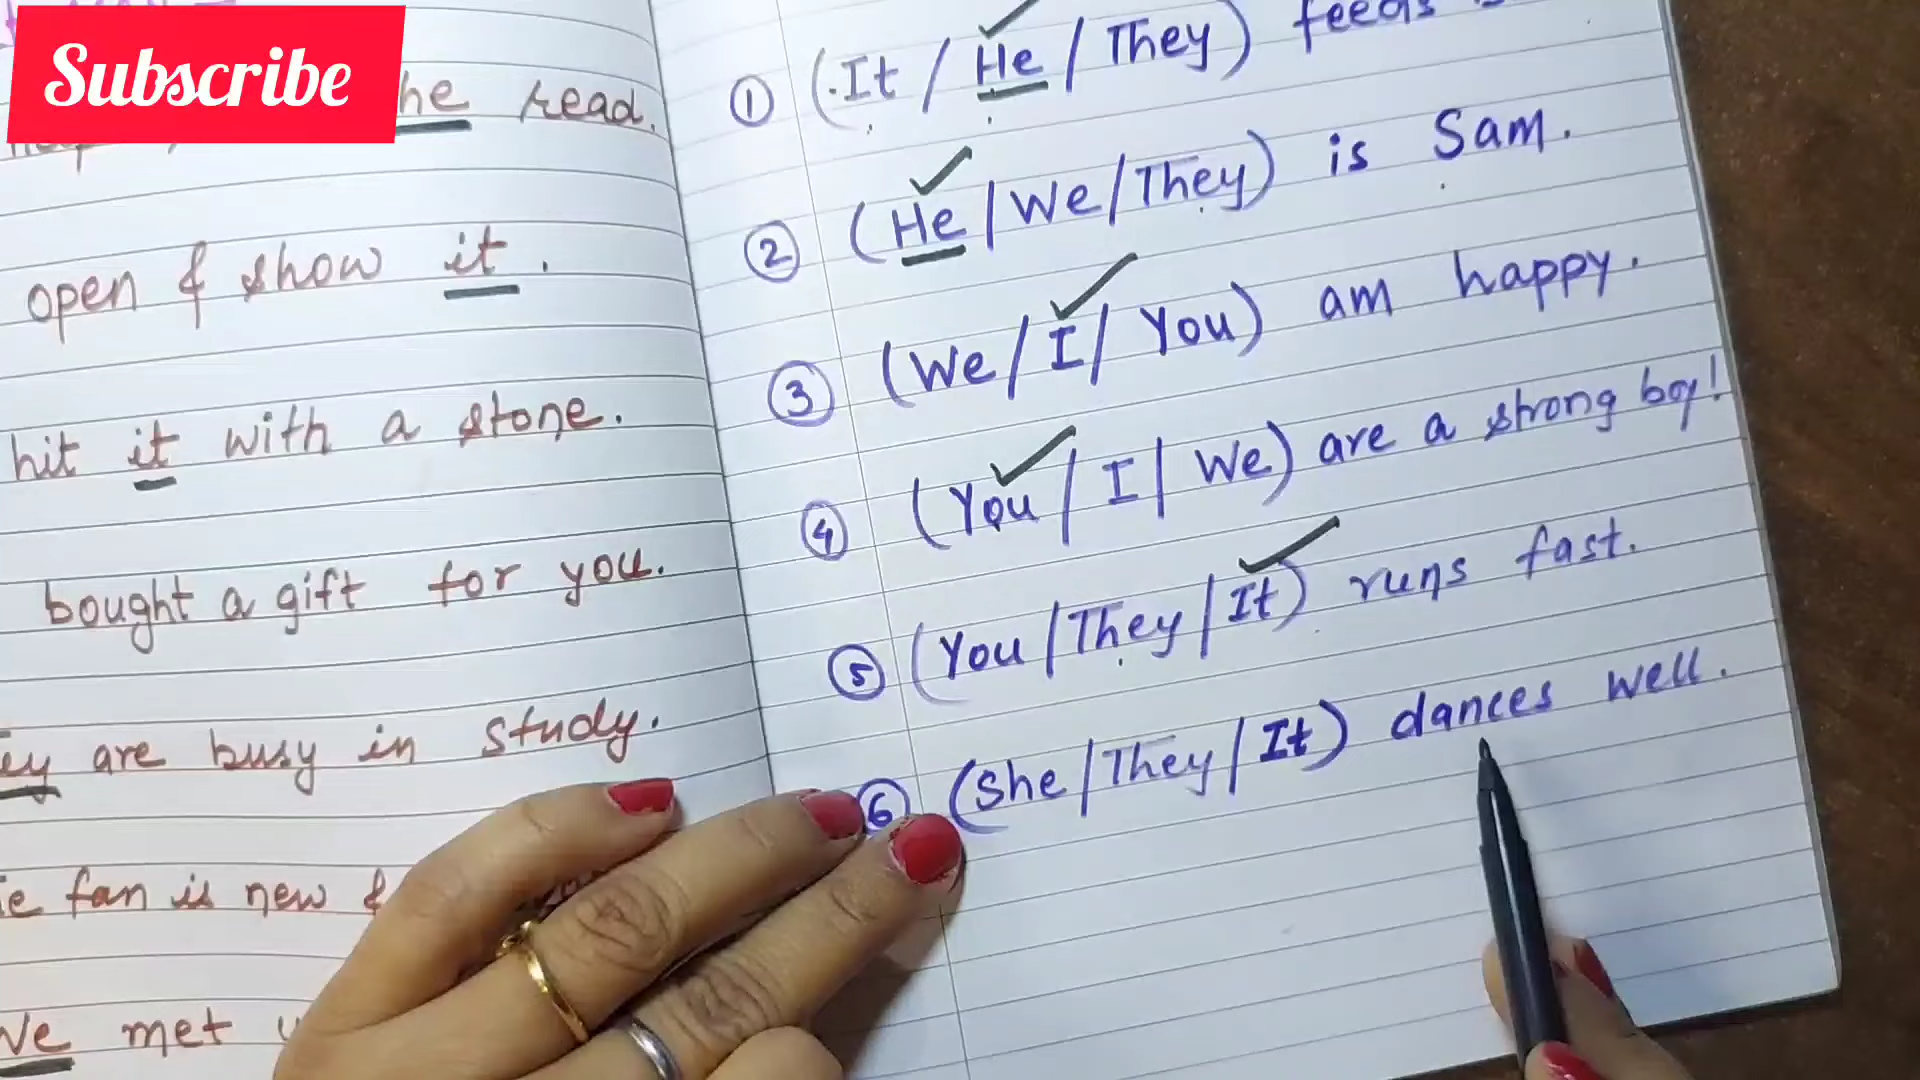 Subscribe
he read.
open & show it.
hit it with a stone.
bought a gift for you.
ey are busy in study.
fan is new &
We met
① (It / He / They) feeds
② (He / We / They) is Sam.
③ (We / I / You) am happy.
④ (You / I / We) are a strong boy!
⑤ (You / They / It) runs fast.
⑥ (She / They / It) dances well.